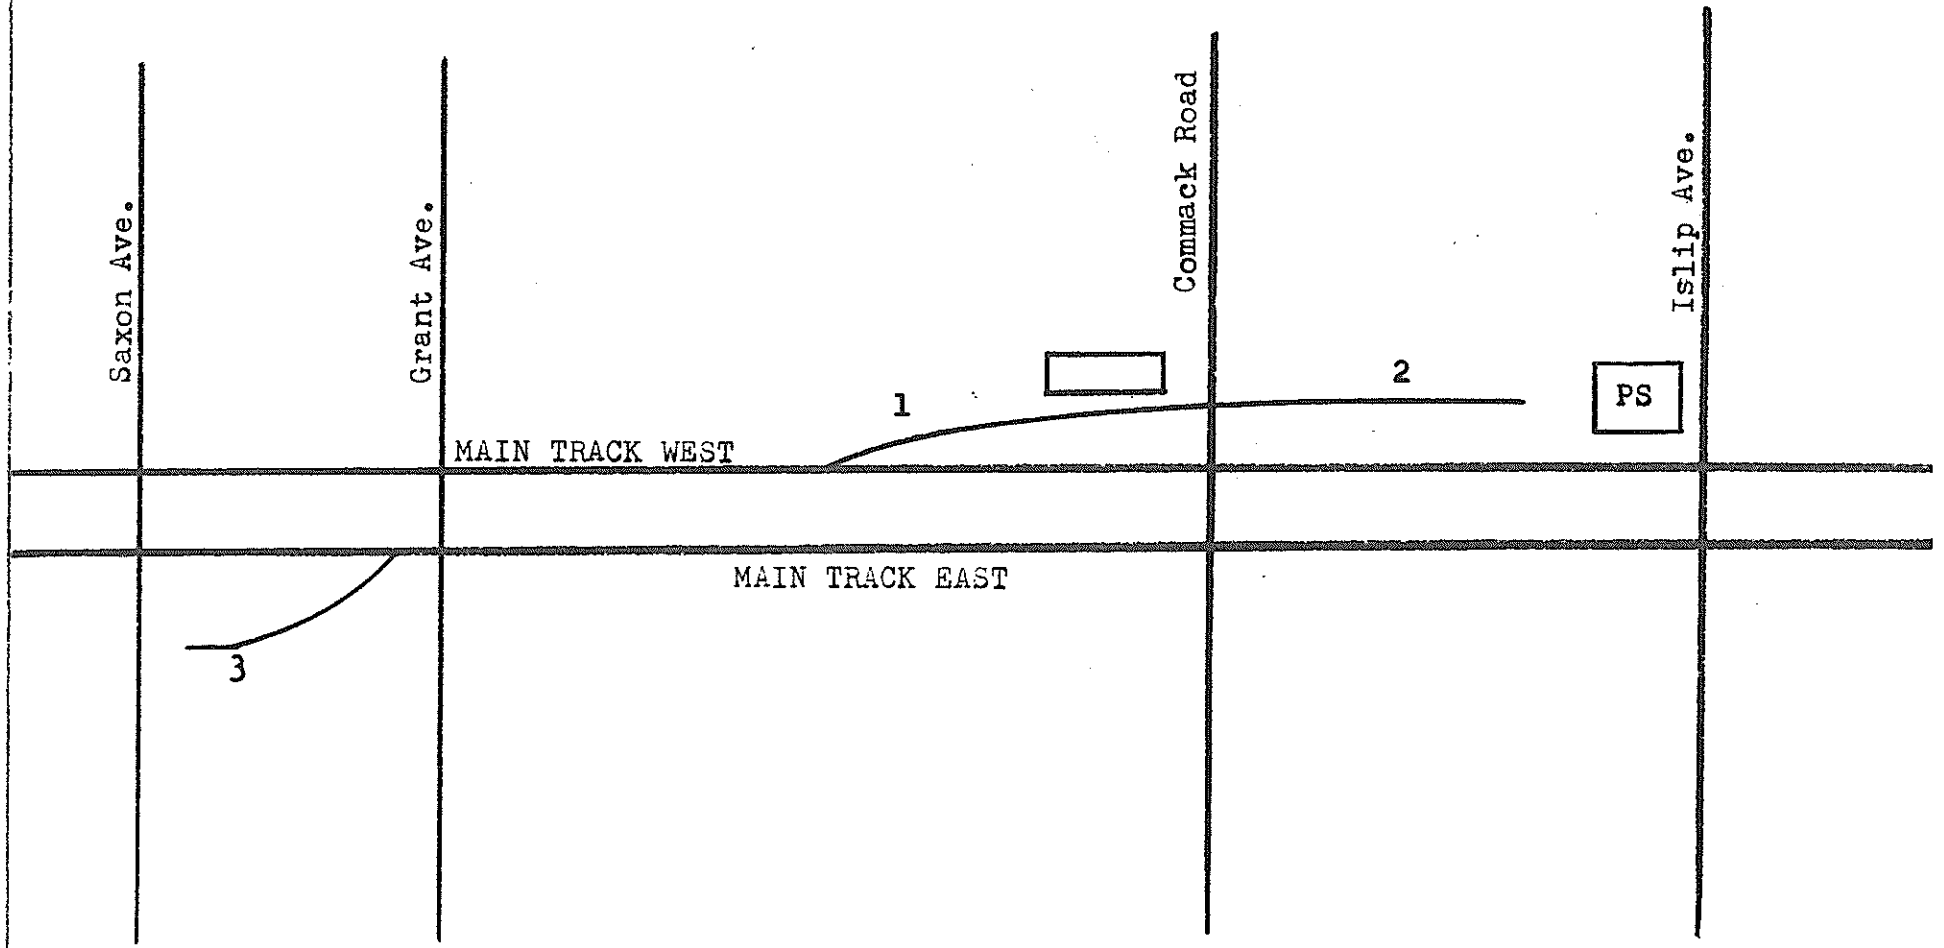 Saxon Ave.
Grant Ave.
Commack Road
Islip Ave.
1
2
PS
MAIN TRACK WEST
MAIN TRACK EAST
3